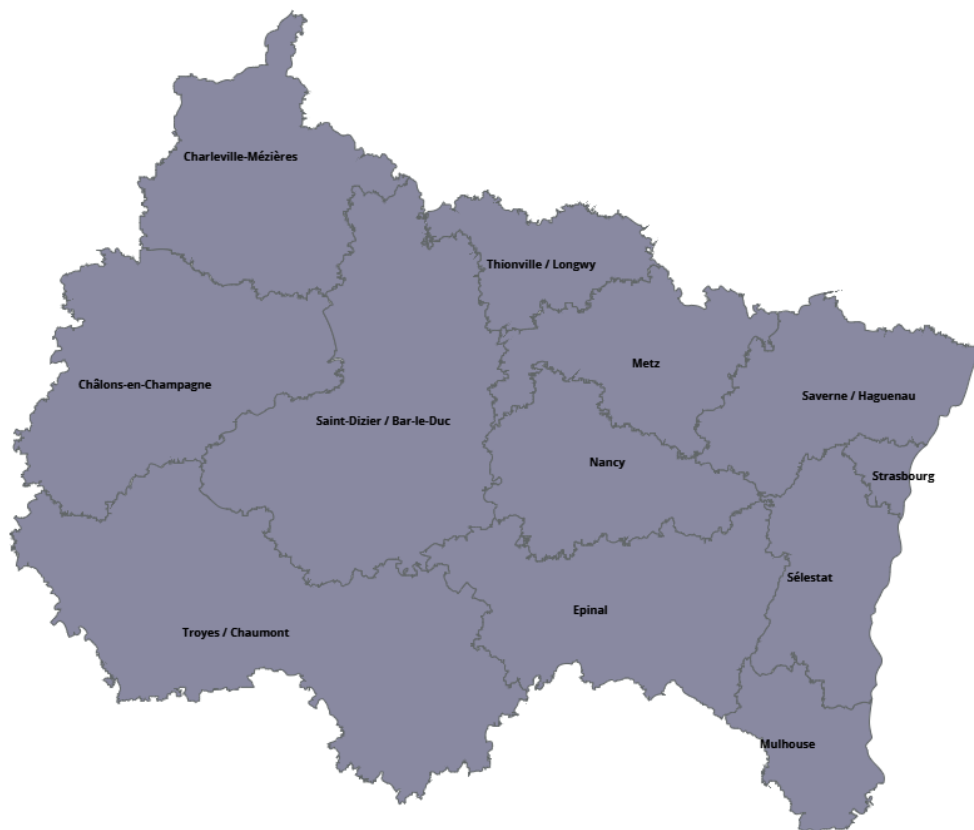 Charleville-Mézières
Thionville / Longwy
Metz
Châlons-en-Champagne
Saverne / Haguenau
Saint-Dizier / Bar-le-Duc
Nancy
Strasbourg
Sélestat
Epinal
Troyes / Chaumont
Mulhouse